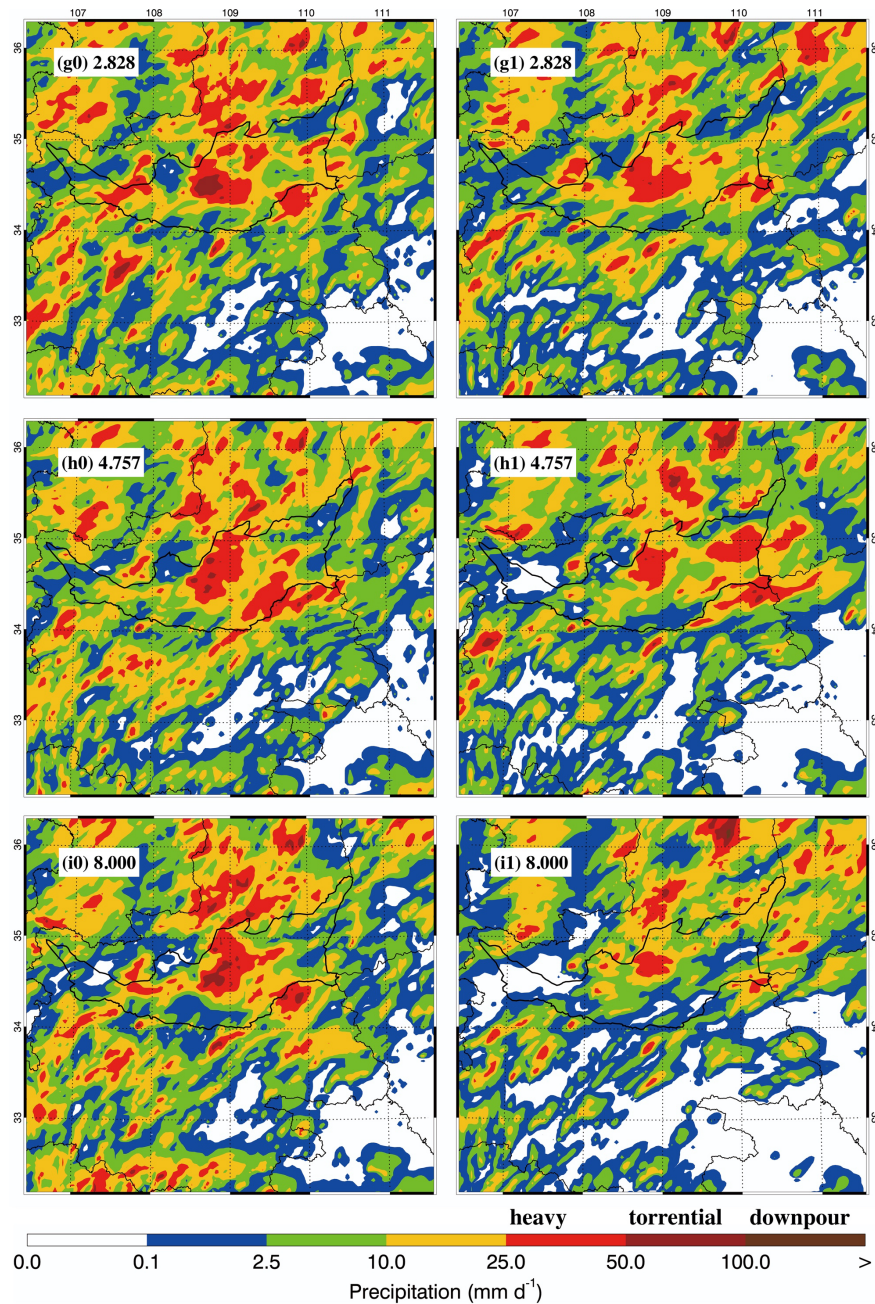 107 108 109 110 111
107 108 109 110 111
36
(g0) 2.828
35
34
33
(g1) 2.828
36
(h0) 4.757
35
34
33
(h1) 4.757
36
(i0) 8.000
35
34
33
(i1) 8.000
heavy torrential downpour
0.0 0.1 2.5 10.0 25.0 50.0 100.0 >
Precipitation (mm d⁻¹)